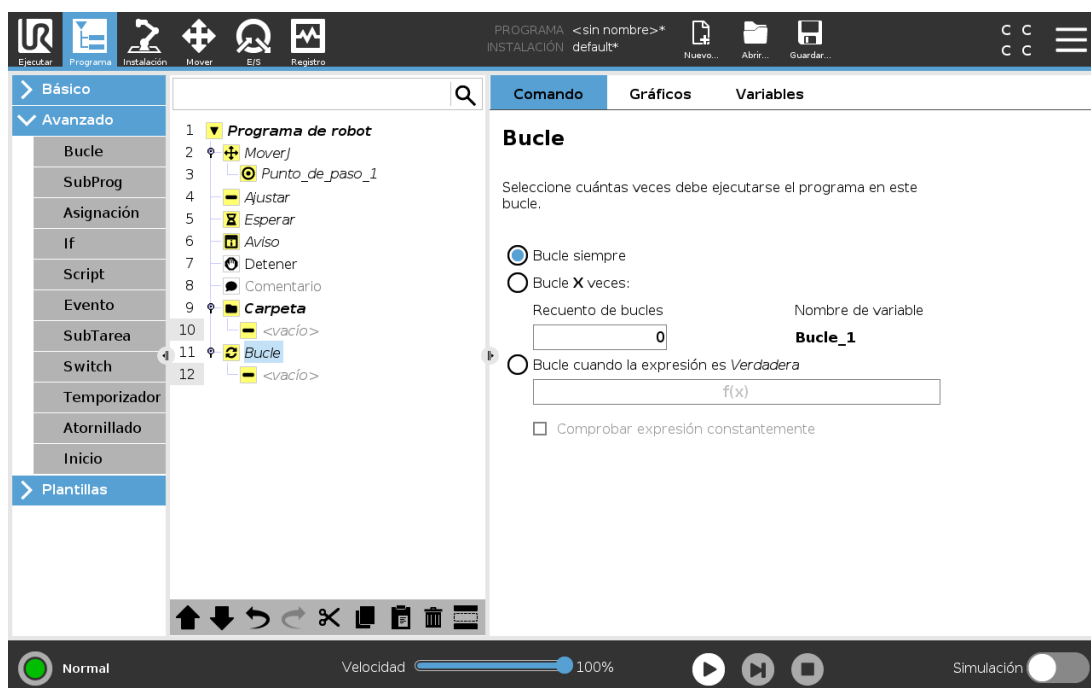 UR
Ejecutar
Programa
Instalación
Mover
E/S
Registro
PROGRAMA <sin nombre>*
INSTALACIÓN default*
Nuevo...
Abrir...
Guardar...
C C
C C
Básico
Avanzado
Bucle
SubProg
Asignación
If
Script
Evento
SubTarea
Switch
Temporizador
Atornillado
Inicio
Plantillas
1 Programa de robot
2 MoverJ
3 Punto_de_paso_1
4 Ajustar
5 Esperar
6 Aviso
7 Detener
8 Comentario
9 Carpeta
10 <vacío>
11 Bucle
12 <vacío>
Comando Gráficos Variables
Bucle
Seleccione cuántas veces debe ejecutarse el programa en este
bucle.
Bucle siempre
Bucle X veces:
Recuento de bucles Nombre de variable
0 Bucle_1
Bucle cuando la expresión es Verdadera
f(x)
Comprobar expresión constantemente
Normal
Velocidad 100%
Simulación